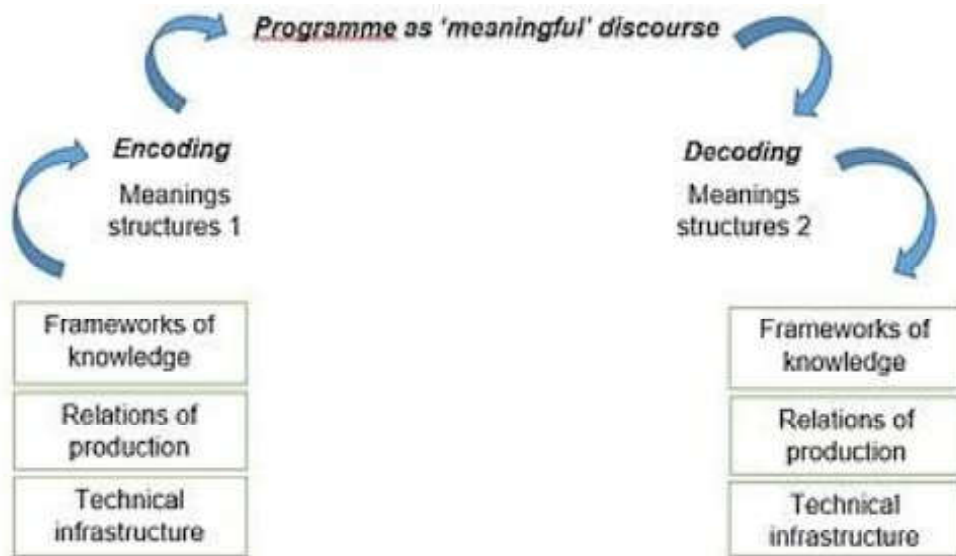 Programme as 'meaningful' discourse
Encoding
Meanings
structures 1
Decoding
Meanings
structures 2
Frameworks of
knowledge
Relations of
production
Technical
infrastructure
Frameworks of
knowledge
Relations of
production
Technical
infrastructure